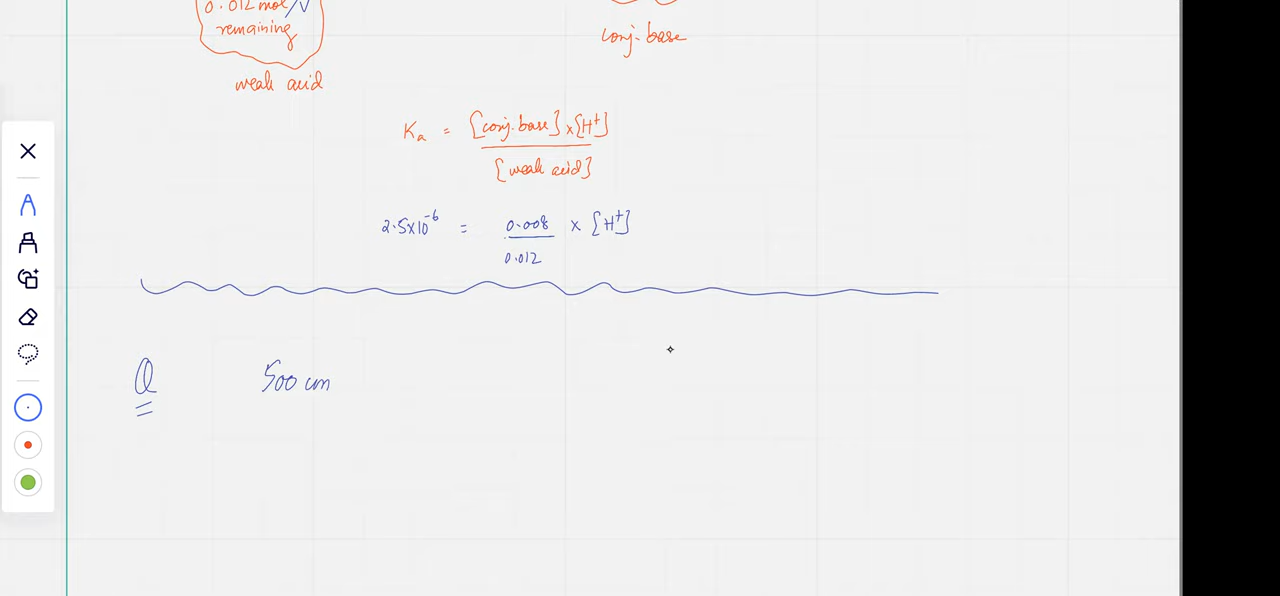 0.012 mol/V
remaining
weak acid
conj. base
Ka = [conj. base] x [H+]
[weak acid]
2.5x10^-6 = 0.008 x [H+]
0.012
Q 500 cm